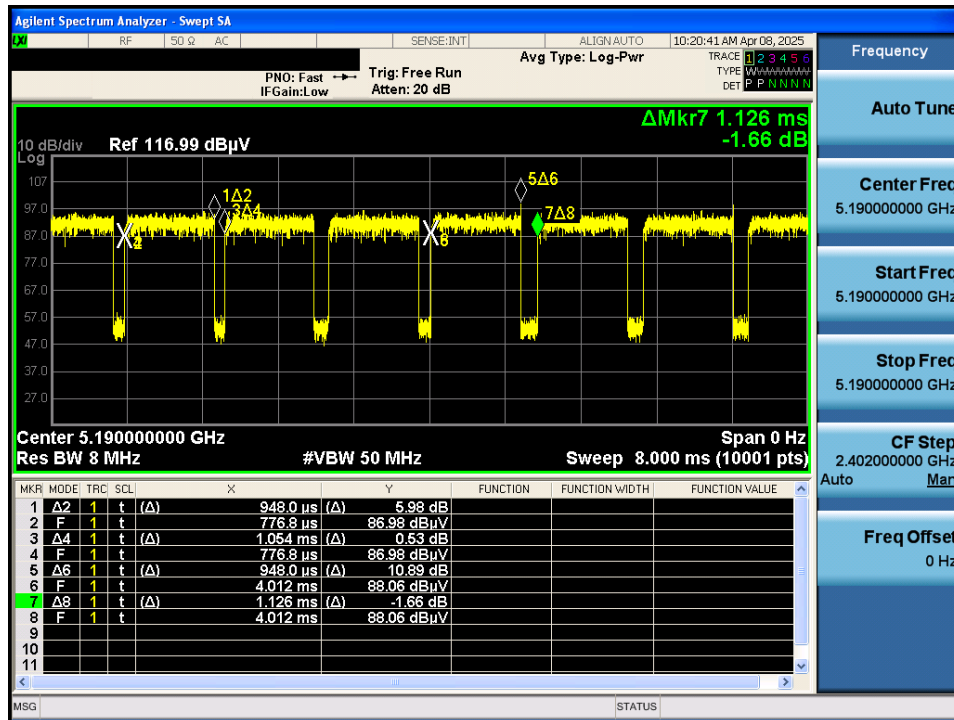 Agilent Spectrum Analyzer - Swept SA
LXI RF 50 Ω AC SENSE:INT ALIGN AUTO 10:20:41 AM Apr 08, 2025
PNO: Fast Trig: Free Run Avg Type: Log-Pwr TRACE 1 2 3 4 5 6
IFGain:Low Atten: 20 dB TYPE W
DET P P N N N N
ΔMkr7 1.126 ms
-1.66 dB
10 dB/div Ref 116.99 dBµV
Log
107
97.0
87.0
77.0
67.0
57.0
47.0
37.0
27.0
1Δ2
3Δ4
5Δ6
7Δ8
Center 5.190000000 GHz Span 0 Hz
Res BW 8 MHz #VBW 50 MHz Sweep 8.000 ms (10001 pts)
MKR MODE TRC SCL X Y FUNCTION FUNCTION WIDTH FUNCTION VALUE
1 Δ2 1 t (Δ) 948.0 µs (Δ) 5.98 dB
2 F 1 t 776.8 µs 86.98 dBµV
3 Δ4 1 t (Δ) 1.054 ms (Δ) 0.53 dB
4 F 1 t 776.8 µs 86.98 dBµV
5 Δ6 1 t (Δ) 948.0 µs (Δ) 10.89 dB
6 F 1 t 4.012 ms 88.06 dBµV
7 Δ8 1 t (Δ) 1.126 ms (Δ) -1.66 dB
8 F 1 t 4.012 ms 88.06 dBµV
9
10
11
MSG STATUS
Frequency
Auto Tune
Center Freq
5.190000000 GHz
Start Freq
5.190000000 GHz
Stop Freq
5.190000000 GHz
CF Step
2.402000000 GHz
Auto Man
Freq Offset
0 Hz